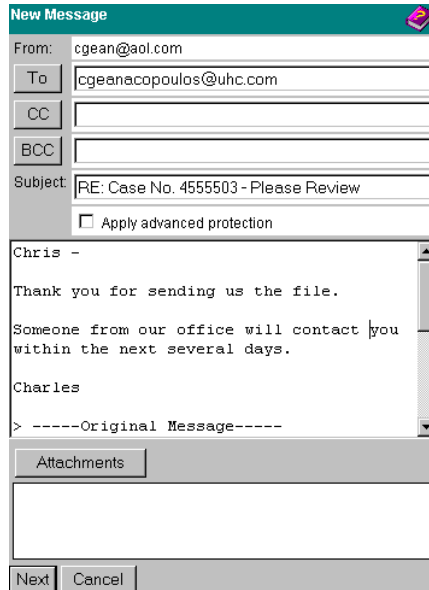 New Message
From: cgean@aol.com
To cgeanacopoulos@uhc.com
CC
BCC
Subject: RE: Case No. 4555503 - Please Review
Apply advanced protection
Chris -
Thank you for sending us the file.
Someone from our office will contact you
within the next several days.
Charles
> -----Original Message-----
Attachments
Next Cancel